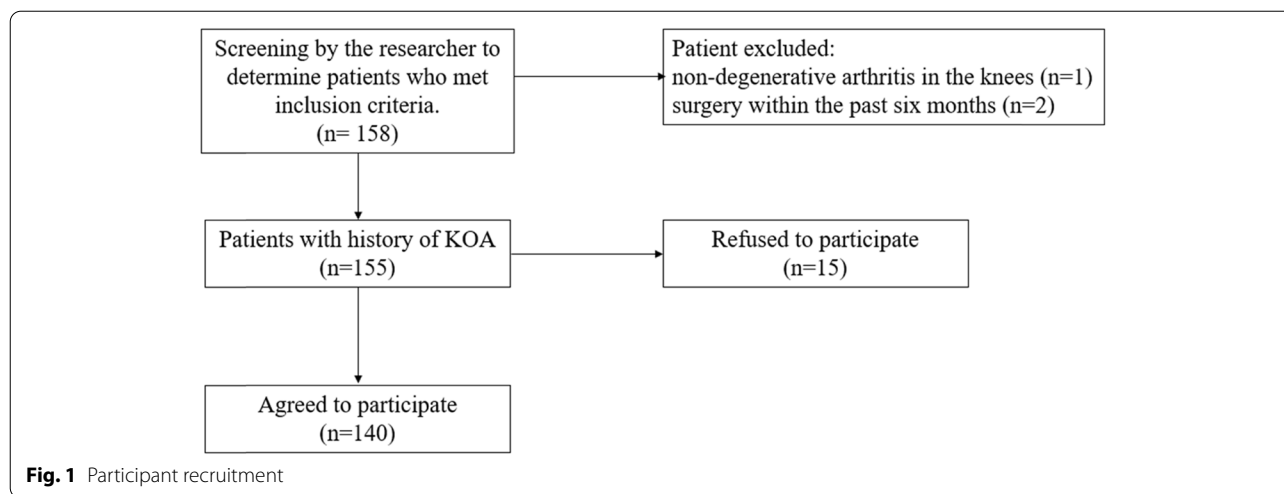 Screening by the researcher to
determine patients who met
inclusion criteria.
(n= 158)
Patient excluded:
non-degenerative arthritis in the knees (n=1)
surgery within the past six months (n=2)
Patients with history of KOA
(n=155)
Refused to participate
(n=15)
Agreed to participate
(n=140)
Fig. 1 Participant recruitment